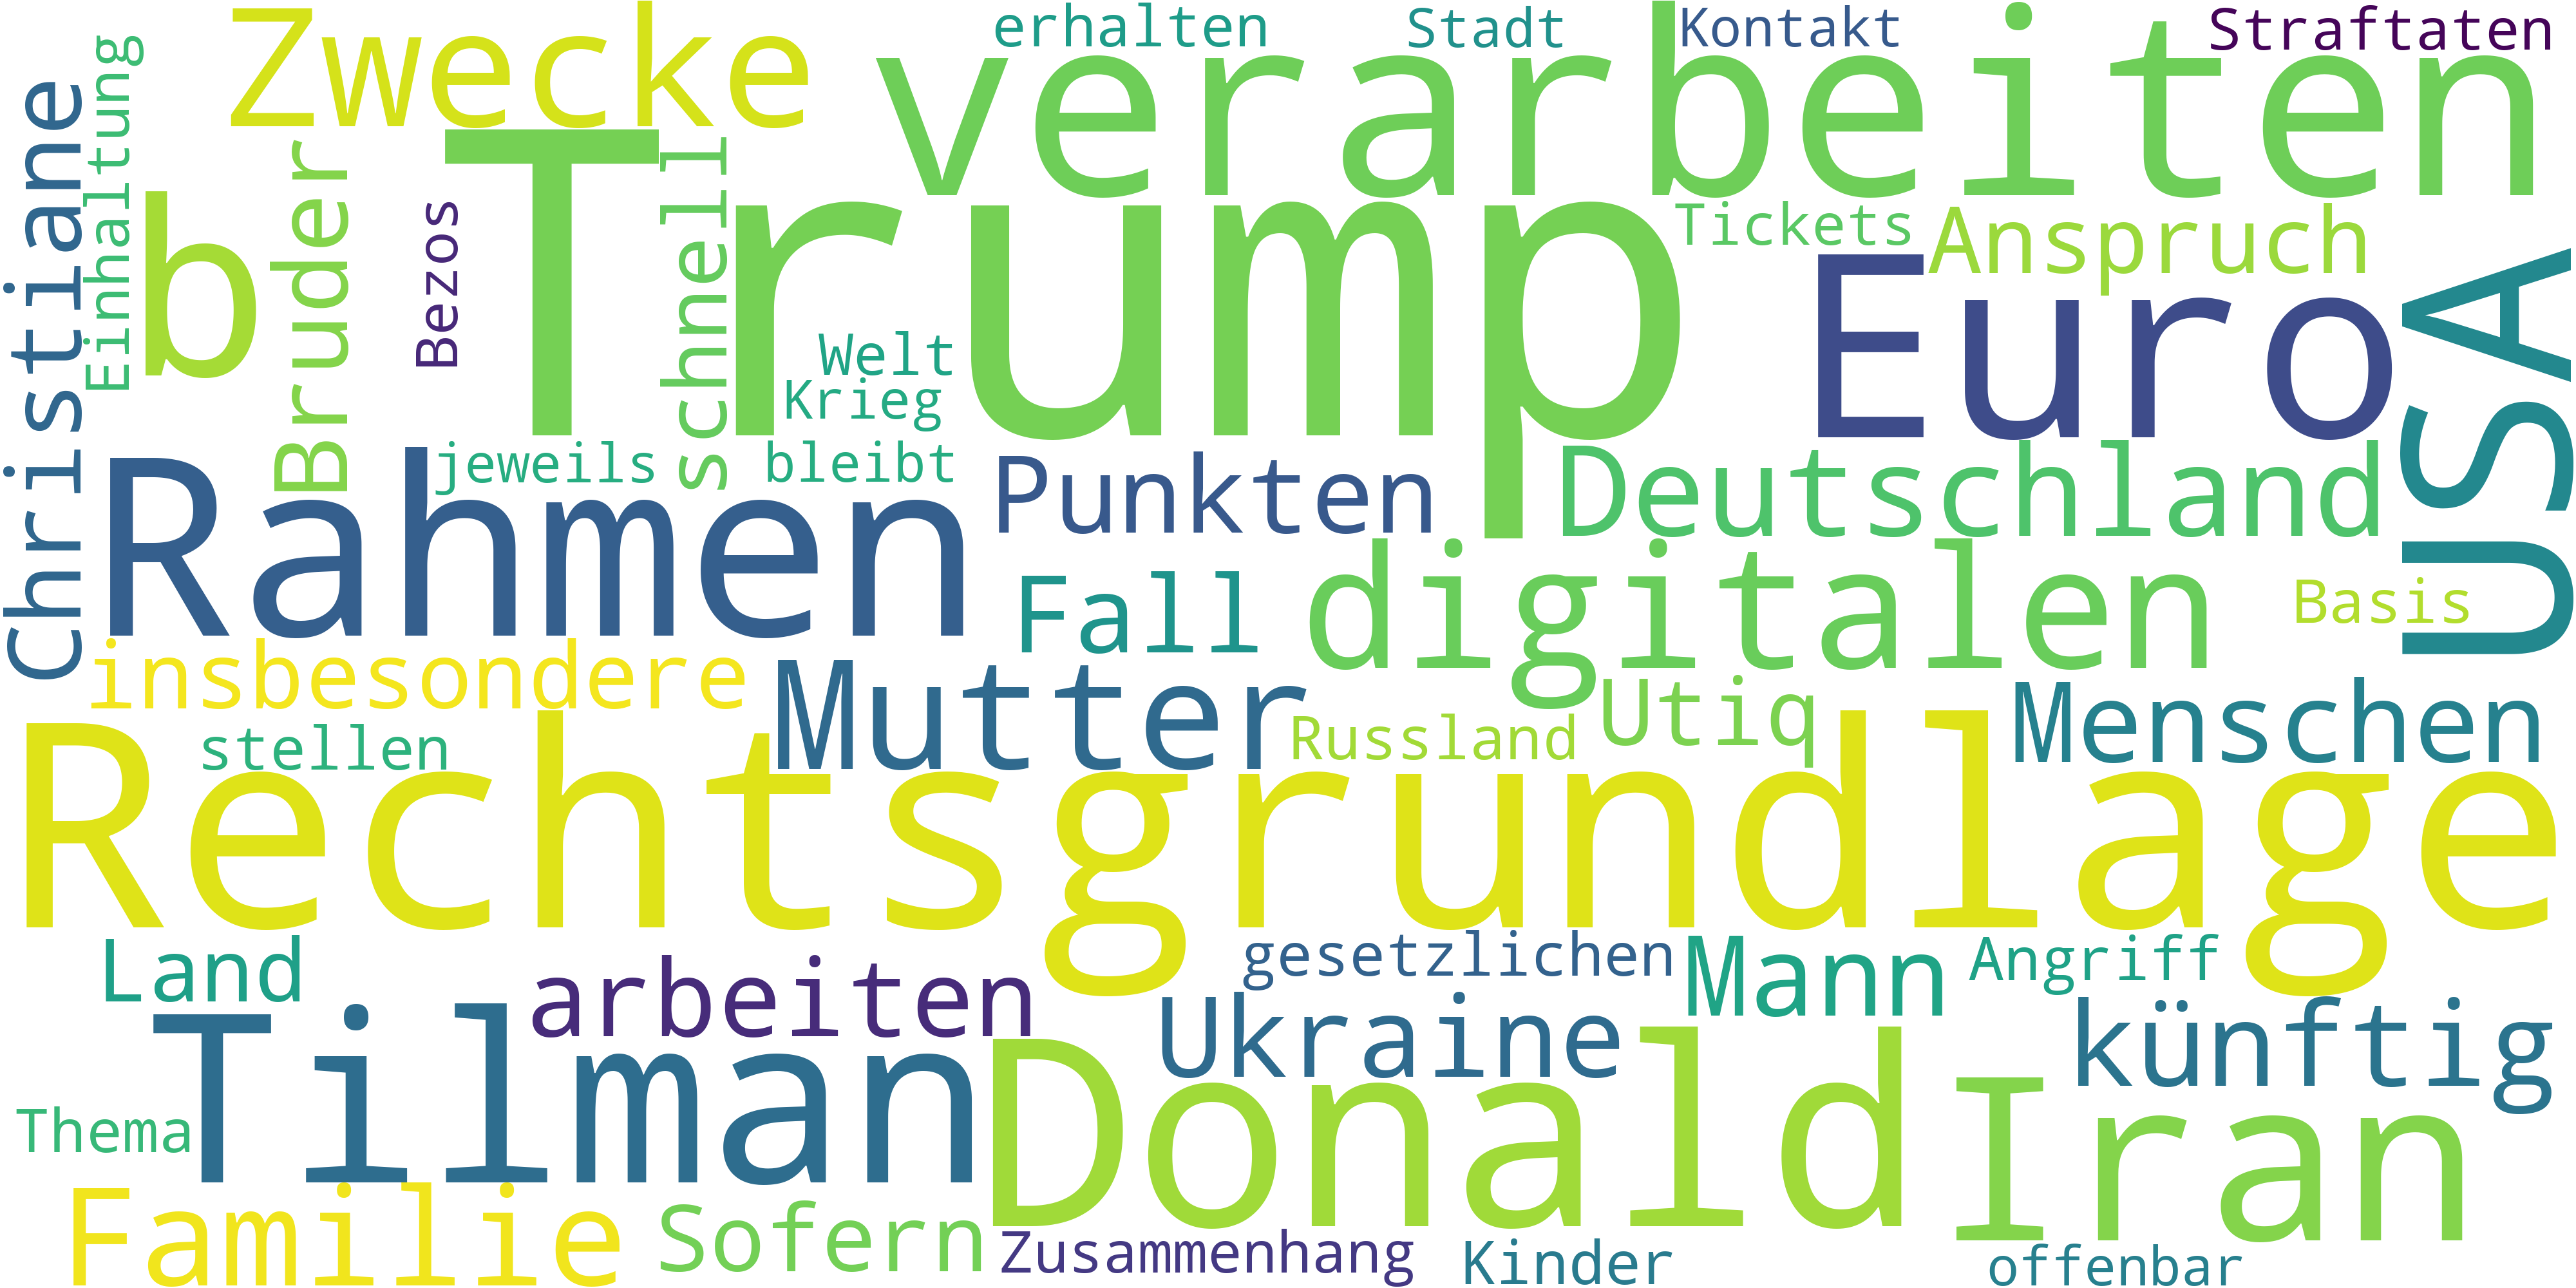 erhalten
Stadt
Kontakt
Straftaten
Zwecke
verarbeiten
Einhaltung
Christiane
Bruder
b
Bezos
Trump
schnell
Tickets
Anspruch
Euro
USA
Welt
Krieg
jeweils
bleibt
Rahmen
Punkten
Deutschland
Fall
digitalen
Basis
insbesondere
Mutter
Utiq
Menschen
Russland
stellen
Rechtsgrundlage
Land
arbeiten
gesetzlichen
Mann
Angriff
Ukraine
künftig
Tilman
Donald
Iran
Thema
Familie
Sofern
Zusammenhang
Kinder
offenbar